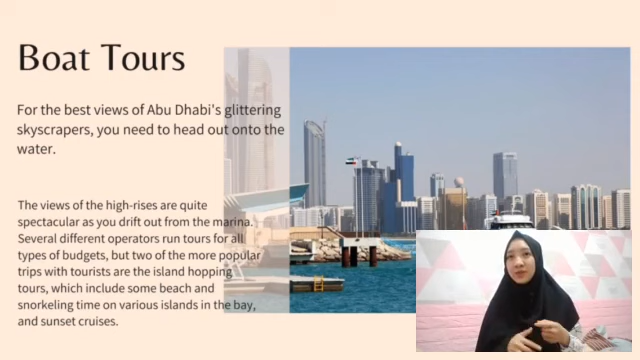 Boat Tours
For the best views of Abu Dhabi's glittering
skyscrapers, you need to head out onto the
water.
The views of the high-rises are quite
spectacular as you drift out from the marina.
Several different operators run tours for all
types of budgets, but two of the more popular
trips with tourists are the island hopping
tours, which include some beach and
snorkeling time on various islands in the bay,
and sunset cruises.